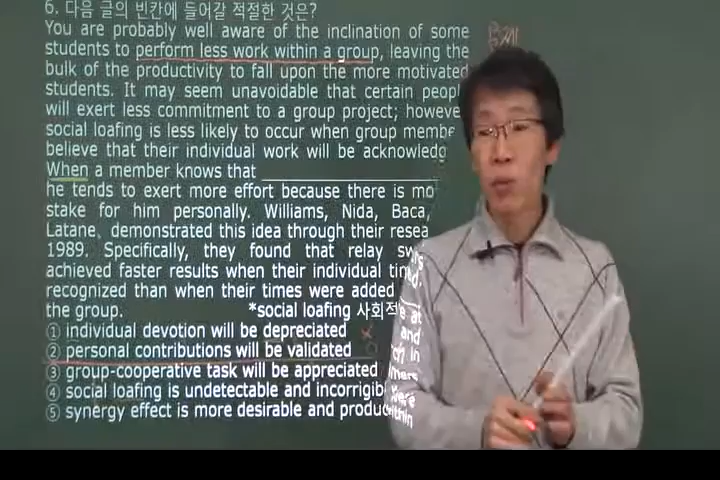 6. 다음 글의 빈칸에 들어갈 적절한 것은?
You are probably well aware of the inclination of some
students to perform less work within a group, leaving the
bulk of the productivity to fall upon the more motivated
students. It may seem unavoidable that certain peopl
will exert less commitment to a group project; howeve
social loafing is less likely to occur when group membe
believe that their individual work will be acknowledg
When a member knows that
he tends to exert more effort because there is mo at
stake for him personally. Williams, Nida, Baca, and
Latane, demonstrated this idea through their resea rch in
1989. Specifically, they found that relay sw mers
achieved faster results when their individual tim were
recognized than when their times were added within
the group. *social loafing 사회적
① individual devotion will be depreciated
② personal contributions will be validated
③ group-cooperative task will be appreciated
④ social loafing is undetectable and incorrigib
⑤ synergy effect is more desirable and produc